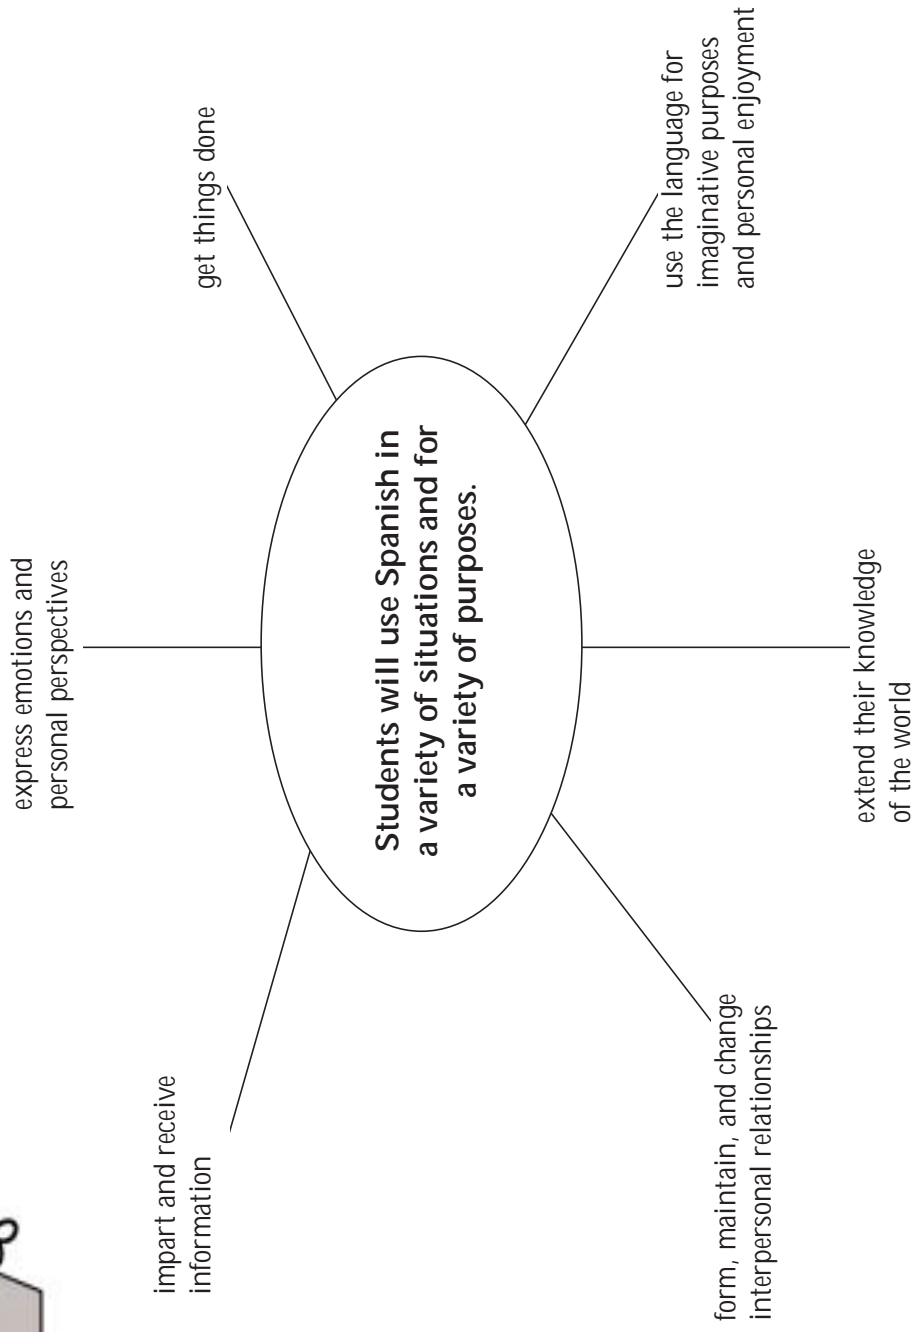 express emotions and
personal perspectives
impart and receive
information
get things done
Students will use Spanish in
a variety of situations and for
a variety of purposes.
form, maintain, and change
interpersonal relationships
use the language for
imaginative purposes
and personal enjoyment
extend their knowledge
of the world